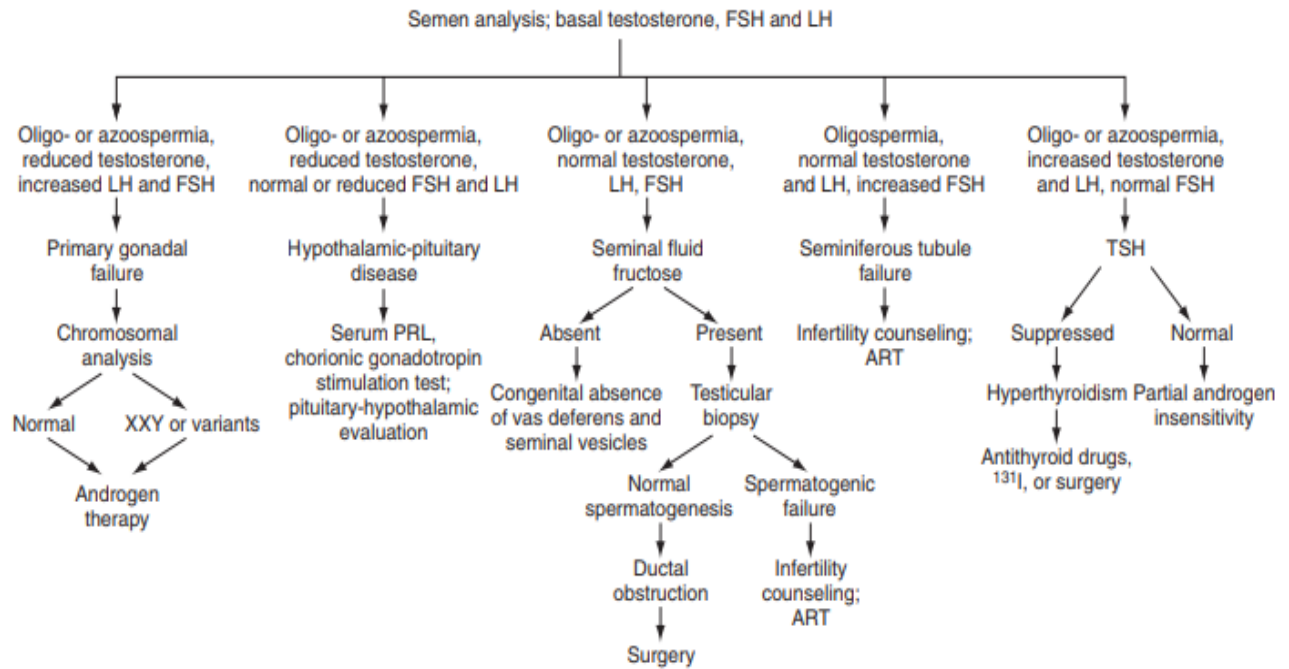 Semen analysis; basal testosterone, FSH and LH
Oligo- or azoospermia,
reduced testosterone,
increased LH and FSH
Primary gonadal
failure
Chromosomal
analysis
Normal
XXY or variants
Androgen
therapy
Oligo- or azoospermia,
reduced testosterone,
normal or reduced FSH and LH
Hypothalamic-pituitary
disease
Serum PRL,
chorionic gonadotropin
stimulation test;
pituitary-hypothalamic
evaluation
Oligo- or azoospermia,
normal testosterone,
LH, FSH
Seminal fluid
fructose
Absent
Congenital absence
of vas deferens and
seminal vesicles
Present
Testicular
biopsy
Normal
spermatogenesis
Ductal
obstruction
Surgery
Spermatogenic
failure
Infertility
counseling;
ART
Oligospermia,
normal testosterone
and LH, increased FSH
Seminiferous tubule
failure
Infertility counseling;
ART
Oligo- or azoospermia,
increased testosterone
and LH, normal FSH
TSH
Suppressed
Hyperthyroidism
Antithyroid drugs,
¹³¹I, or surgery
Normal
Partial androgen
insensitivity